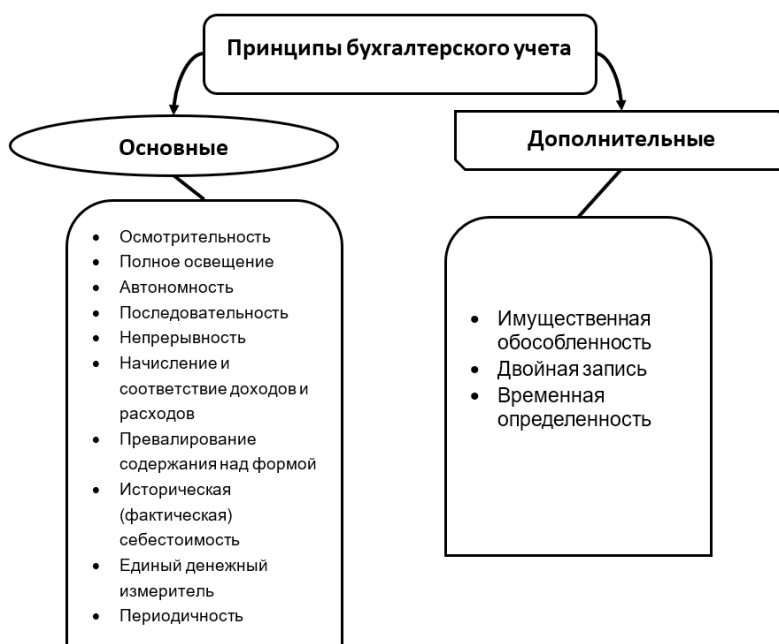 Принципы бухгалтерского учета
Основные
Дополнительные
• Осмотрительность
• Полное освещение
• Автономность
• Последовательность
• Непрерывность
• Начисление и
соответствие доходов и
расходов
• Превалирование
содержания над формой
• Историческая
(фактическая)
себестоимость
• Единый денежный
измеритель
• Периодичность
• Имущественная
обособленность
• Двойная запись
• Временная
определенность